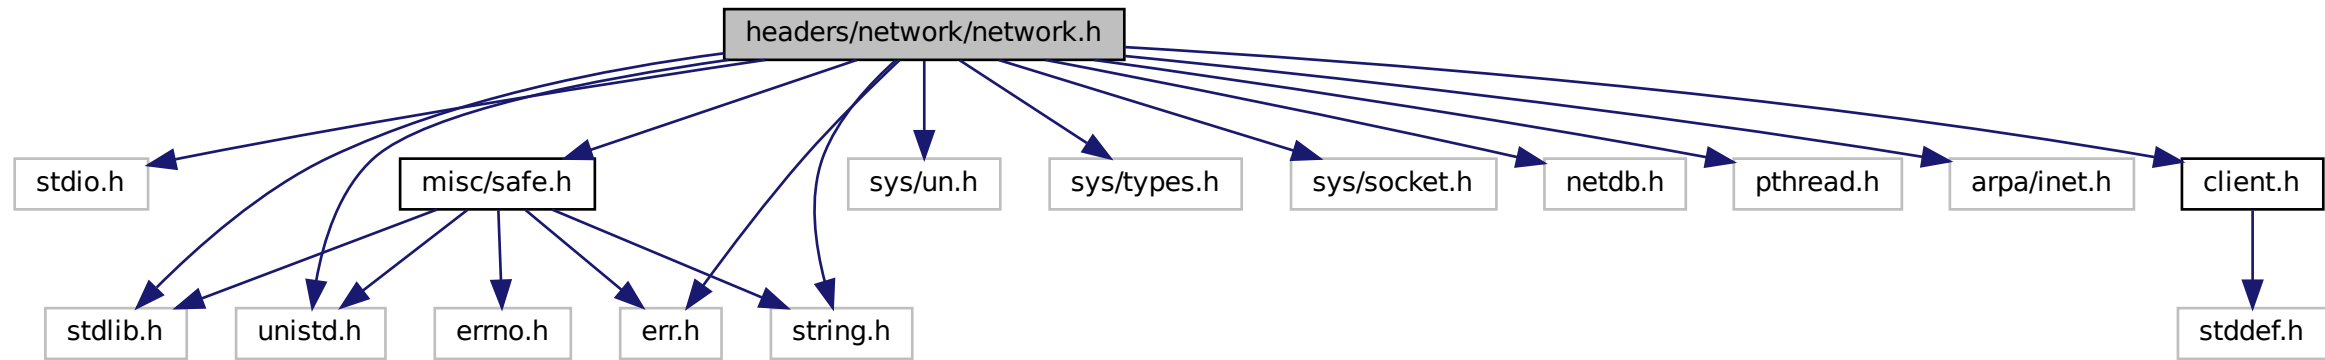 headers/network/network.h
stdio.h
misc/safe.h
sys/un.h
sys/types.h
sys/socket.h
netdb.h
pthread.h
arpa/inet.h
client.h
stdlib.h
unistd.h
errno.h
err.h
string.h
stddef.h